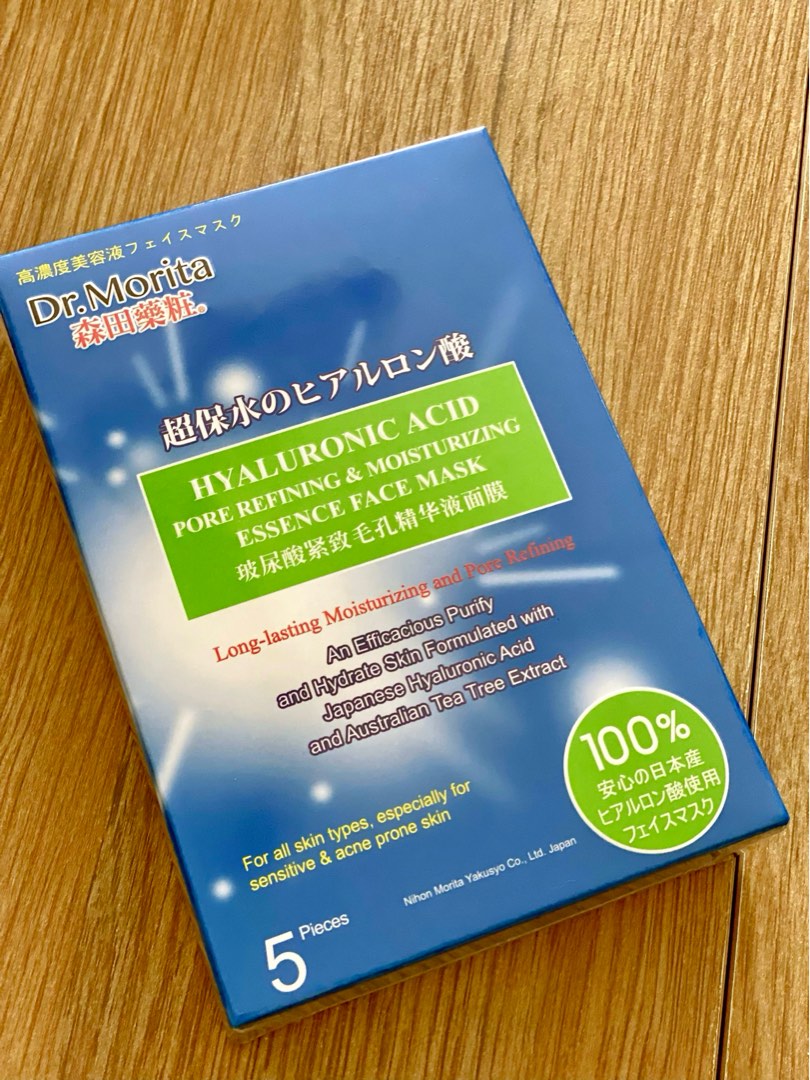 高濃度美容液フェイスマスク
Dr.Morita
森田藥粧®
超保水のヒアルロン酸
HYALURONIC ACID
PORE REFINING & MOISTURIZING
ESSENCE FACE MASK
玻尿酸紧致毛孔精华液面膜
Long-lasting Moisturizing and Pore Refining
An Efficacious Purify
and Hydrate Skin Formulated with
Japanese Hyaluronic Acid
and Australian Tea Tree Extract
100%
安心の日本産
ヒアルロン酸使用
フェイスマスク
For all skin types, especially for
sensitive & acne prone skin
Nihon Morita Yakusyo Co., Ltd. Japan
5 Pieces